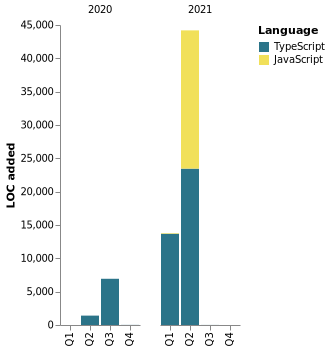 2020
2021
Language
TypeScript
JavaScript
LOC added
45,000
40,000
35,000
30,000
25,000
20,000
15,000
10,000
5,000
0
Q1
Q2
Q3
Q4
Q1
Q2
Q3
Q4